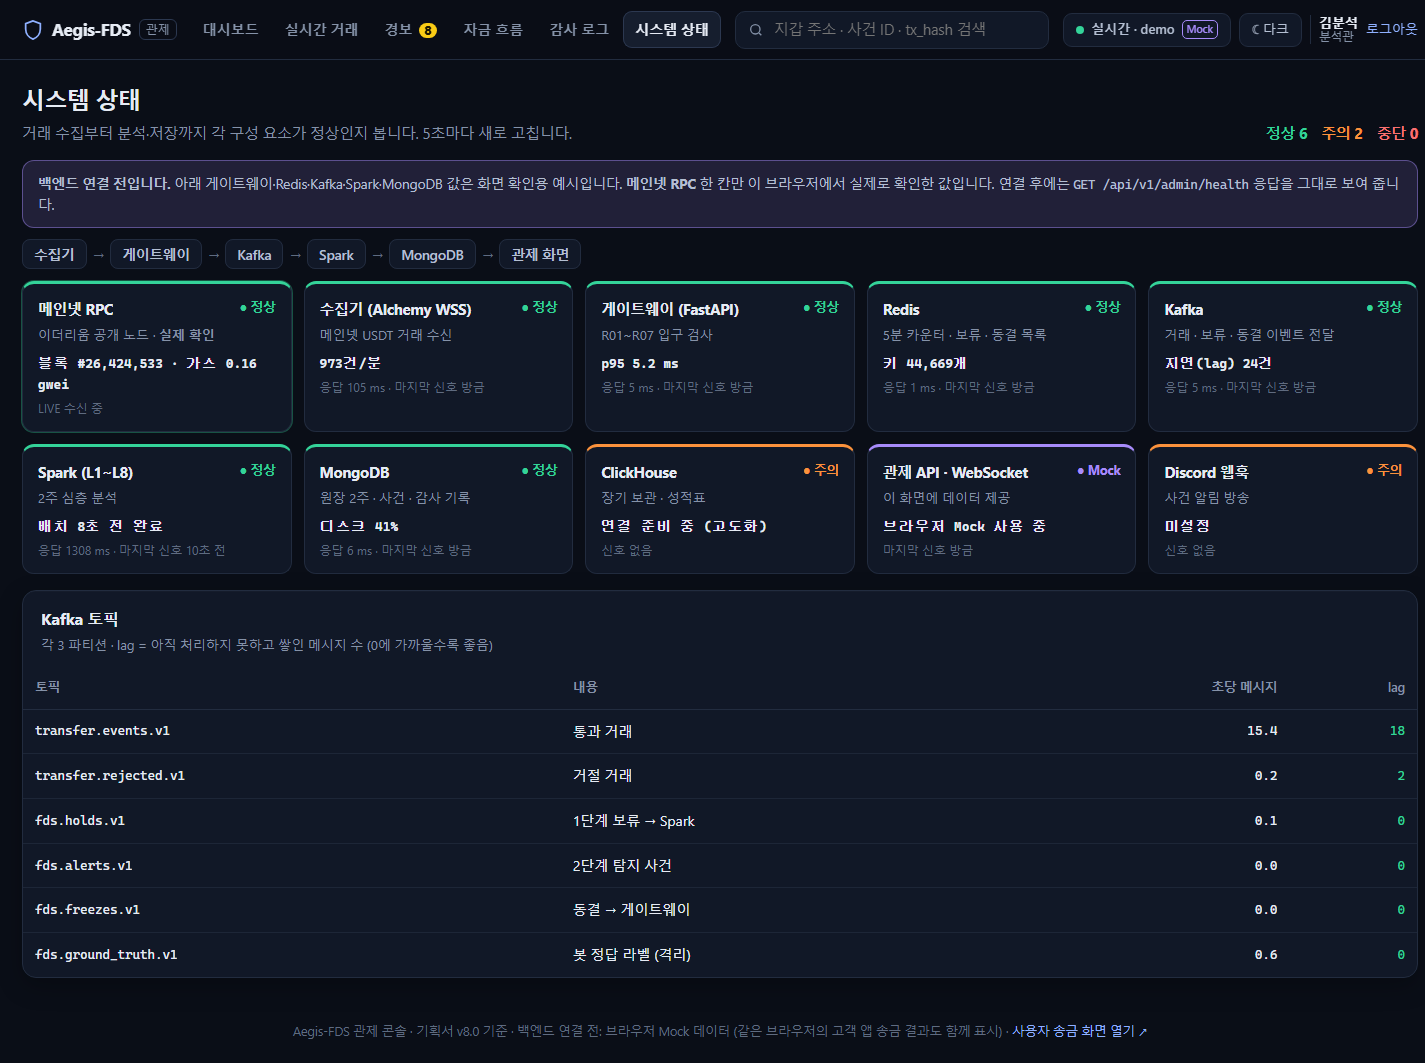 Aegis-FDS 관제 대시보드 실시간 거래 경보 8 자금 흐름 감사 로그 시스템 상태 지갑 주소 · 사건 ID · tx_hash 검색 실시간 · demo Mock ☾ 다크 김분석 로그아웃
분석관
시스템 상태
거래 수집부터 분석·저장까지 각 구성 요소가 정상인지 봅니다. 5초마다 새로 고칩니다. 정상 6 주의 2 중단 0
백엔드 연결 전입니다. 아래 게이트웨이·Redis·Kafka·Spark·MongoDB 값은 화면 확인용 예시입니다. 메인넷 RPC 한 칸만 이 브라우저에서 실제로 확인한 값입니다. 연결 후에는 GET /api/v1/admin/health 응답을 그대로 보여 줍니
다.
수집기 → 게이트웨이 → Kafka → Spark → MongoDB → 관제 화면
메인넷 RPC ● 정상
이더리움 공개 노드 · 실제 확인
블록 #26,424,533 · 가스 0.16
gwei
LIVE 수신 중
수집기 (Alchemy WSS) ● 정상
메인넷 USDT 거래 수신
973건/분
응답 105 ms · 마지막 신호 방금
게이트웨이 (FastAPI) ● 정상
R01~R07 입구 검사
p95 5.2 ms
응답 5 ms · 마지막 신호 방금
Redis ● 정상
5분 카운터 · 보류 · 동결 목록
키 44,669개
응답 1 ms · 마지막 신호 방금
Kafka ● 정상
거래 · 보류 · 동결 이벤트 전달
지연(lag) 24건
응답 5 ms · 마지막 신호 방금
Spark (L1~L8) ● 정상
2주 심층 분석
배치 8초 전 완료
응답 1308 ms · 마지막 신호 10초 전
MongoDB ● 정상
원장 2주 · 사건 · 감사 기록
디스크 41%
응답 6 ms · 마지막 신호 방금
ClickHouse ● 주의
장기 보관 · 성적표
연결 준비 중 (고도화)
신호 없음
관제 API · WebSocket ● Mock
이 화면에 데이터 제공
브라우저 Mock 사용 중
마지막 신호 방금
Discord 웹훅 ● 주의
사건 알림 방송
미설정
신호 없음
Kafka 토픽
각 3 파티션 · lag = 아직 처리하지 못하고 쌓인 메시지 수 (0에 가까울수록 좋음)
토픽 내용 초당 메시지 lag
transfer.events.v1 통과 거래 15.4 18
transfer.rejected.v1 거절 거래 0.2 2
fds.holds.v1 1단계 보류 → Spark 0.1 0
fds.alerts.v1 2단계 탐지 사건 0.0 0
fds.freezes.v1 동결 → 게이트웨이 0.0 0
fds.ground_truth.v1 봇 정답 라벨 (격리) 0.6 0
Aegis-FDS 관제 콘솔 · 기획서 v8.0 기준 · 백엔드 연결 전: 브라우저 Mock 데이터 (같은 브라우저의 고객 앱 송금 결과도 함께 표시) · 사용자 송금 화면 열기 ↗